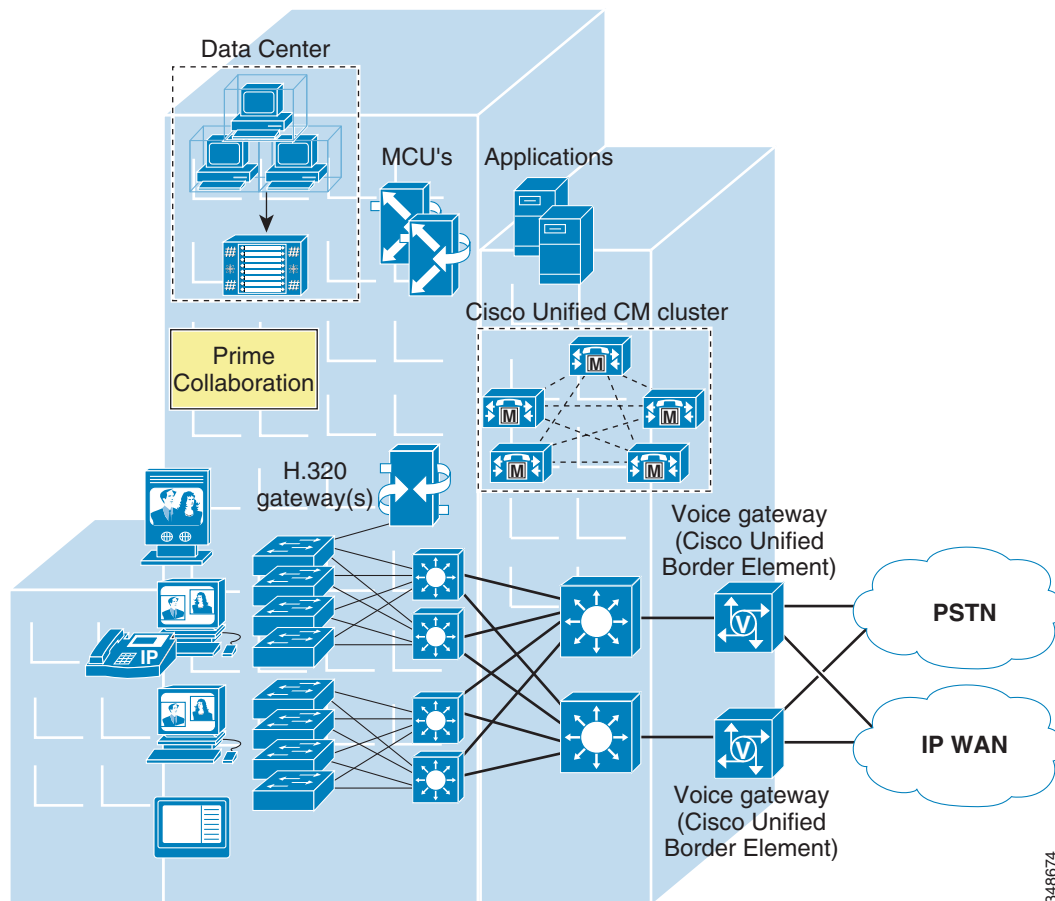 Data Center
MCU's
Applications
Cisco Unified CM cluster
M
M
M
M
M
Prime
Collaboration
H.320
gateway(s)
Voice gateway
(Cisco Unified
Border Element)
IP
V
PSTN
V
IP WAN
Voice gateway
(Cisco Unified
Border Element)
348674